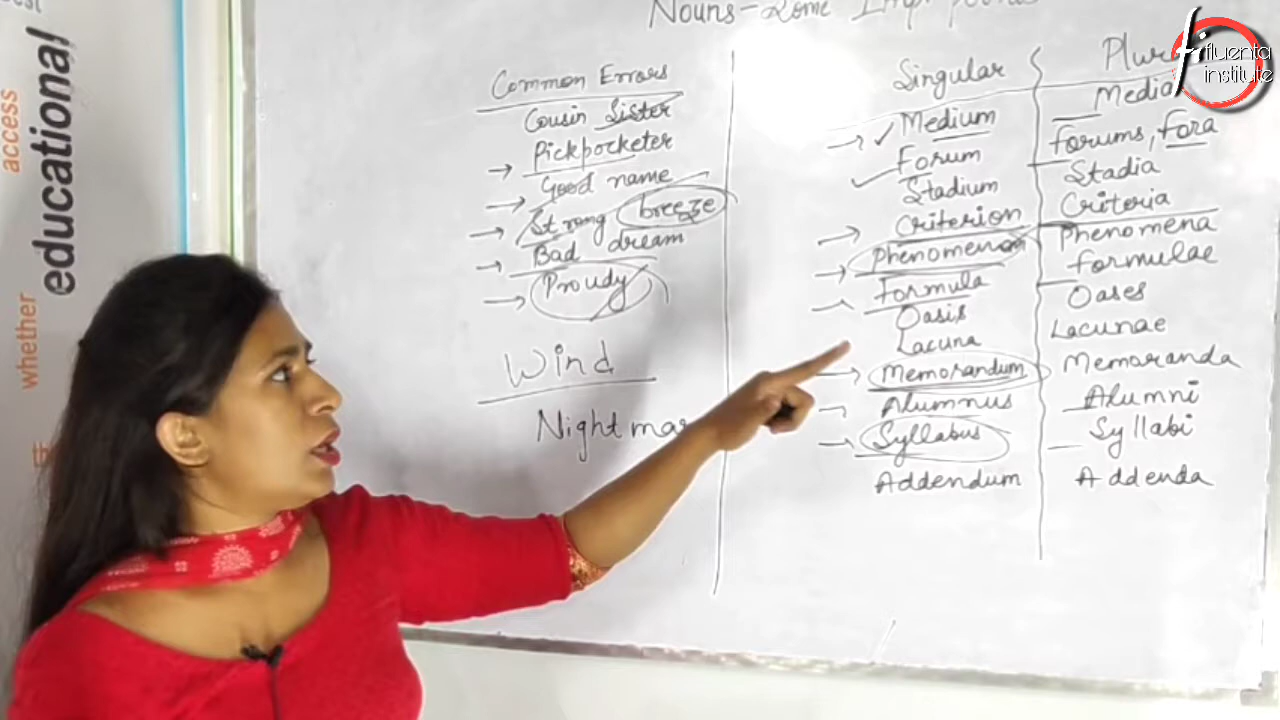 Nouns - Some
fluenta
institute
access
educational
whether
Common Errors
Cousin Sister
Pickpocketer
Good name
Strong breeze
Bad dream
Proudy
Wind
Singular
Plur
Medium
Media
Forum
Forums, Fora
Stadium
Stadia
Criterion
Criteria
Phenomenon
Phenomena
Formula
Formulae
Oasis
Oases
Lacuna
Lacunae
Memorandum
Memoranda
Alumnus
Alumni
Syllabus
Syllabi
Addendum
Addenda
Nightmar